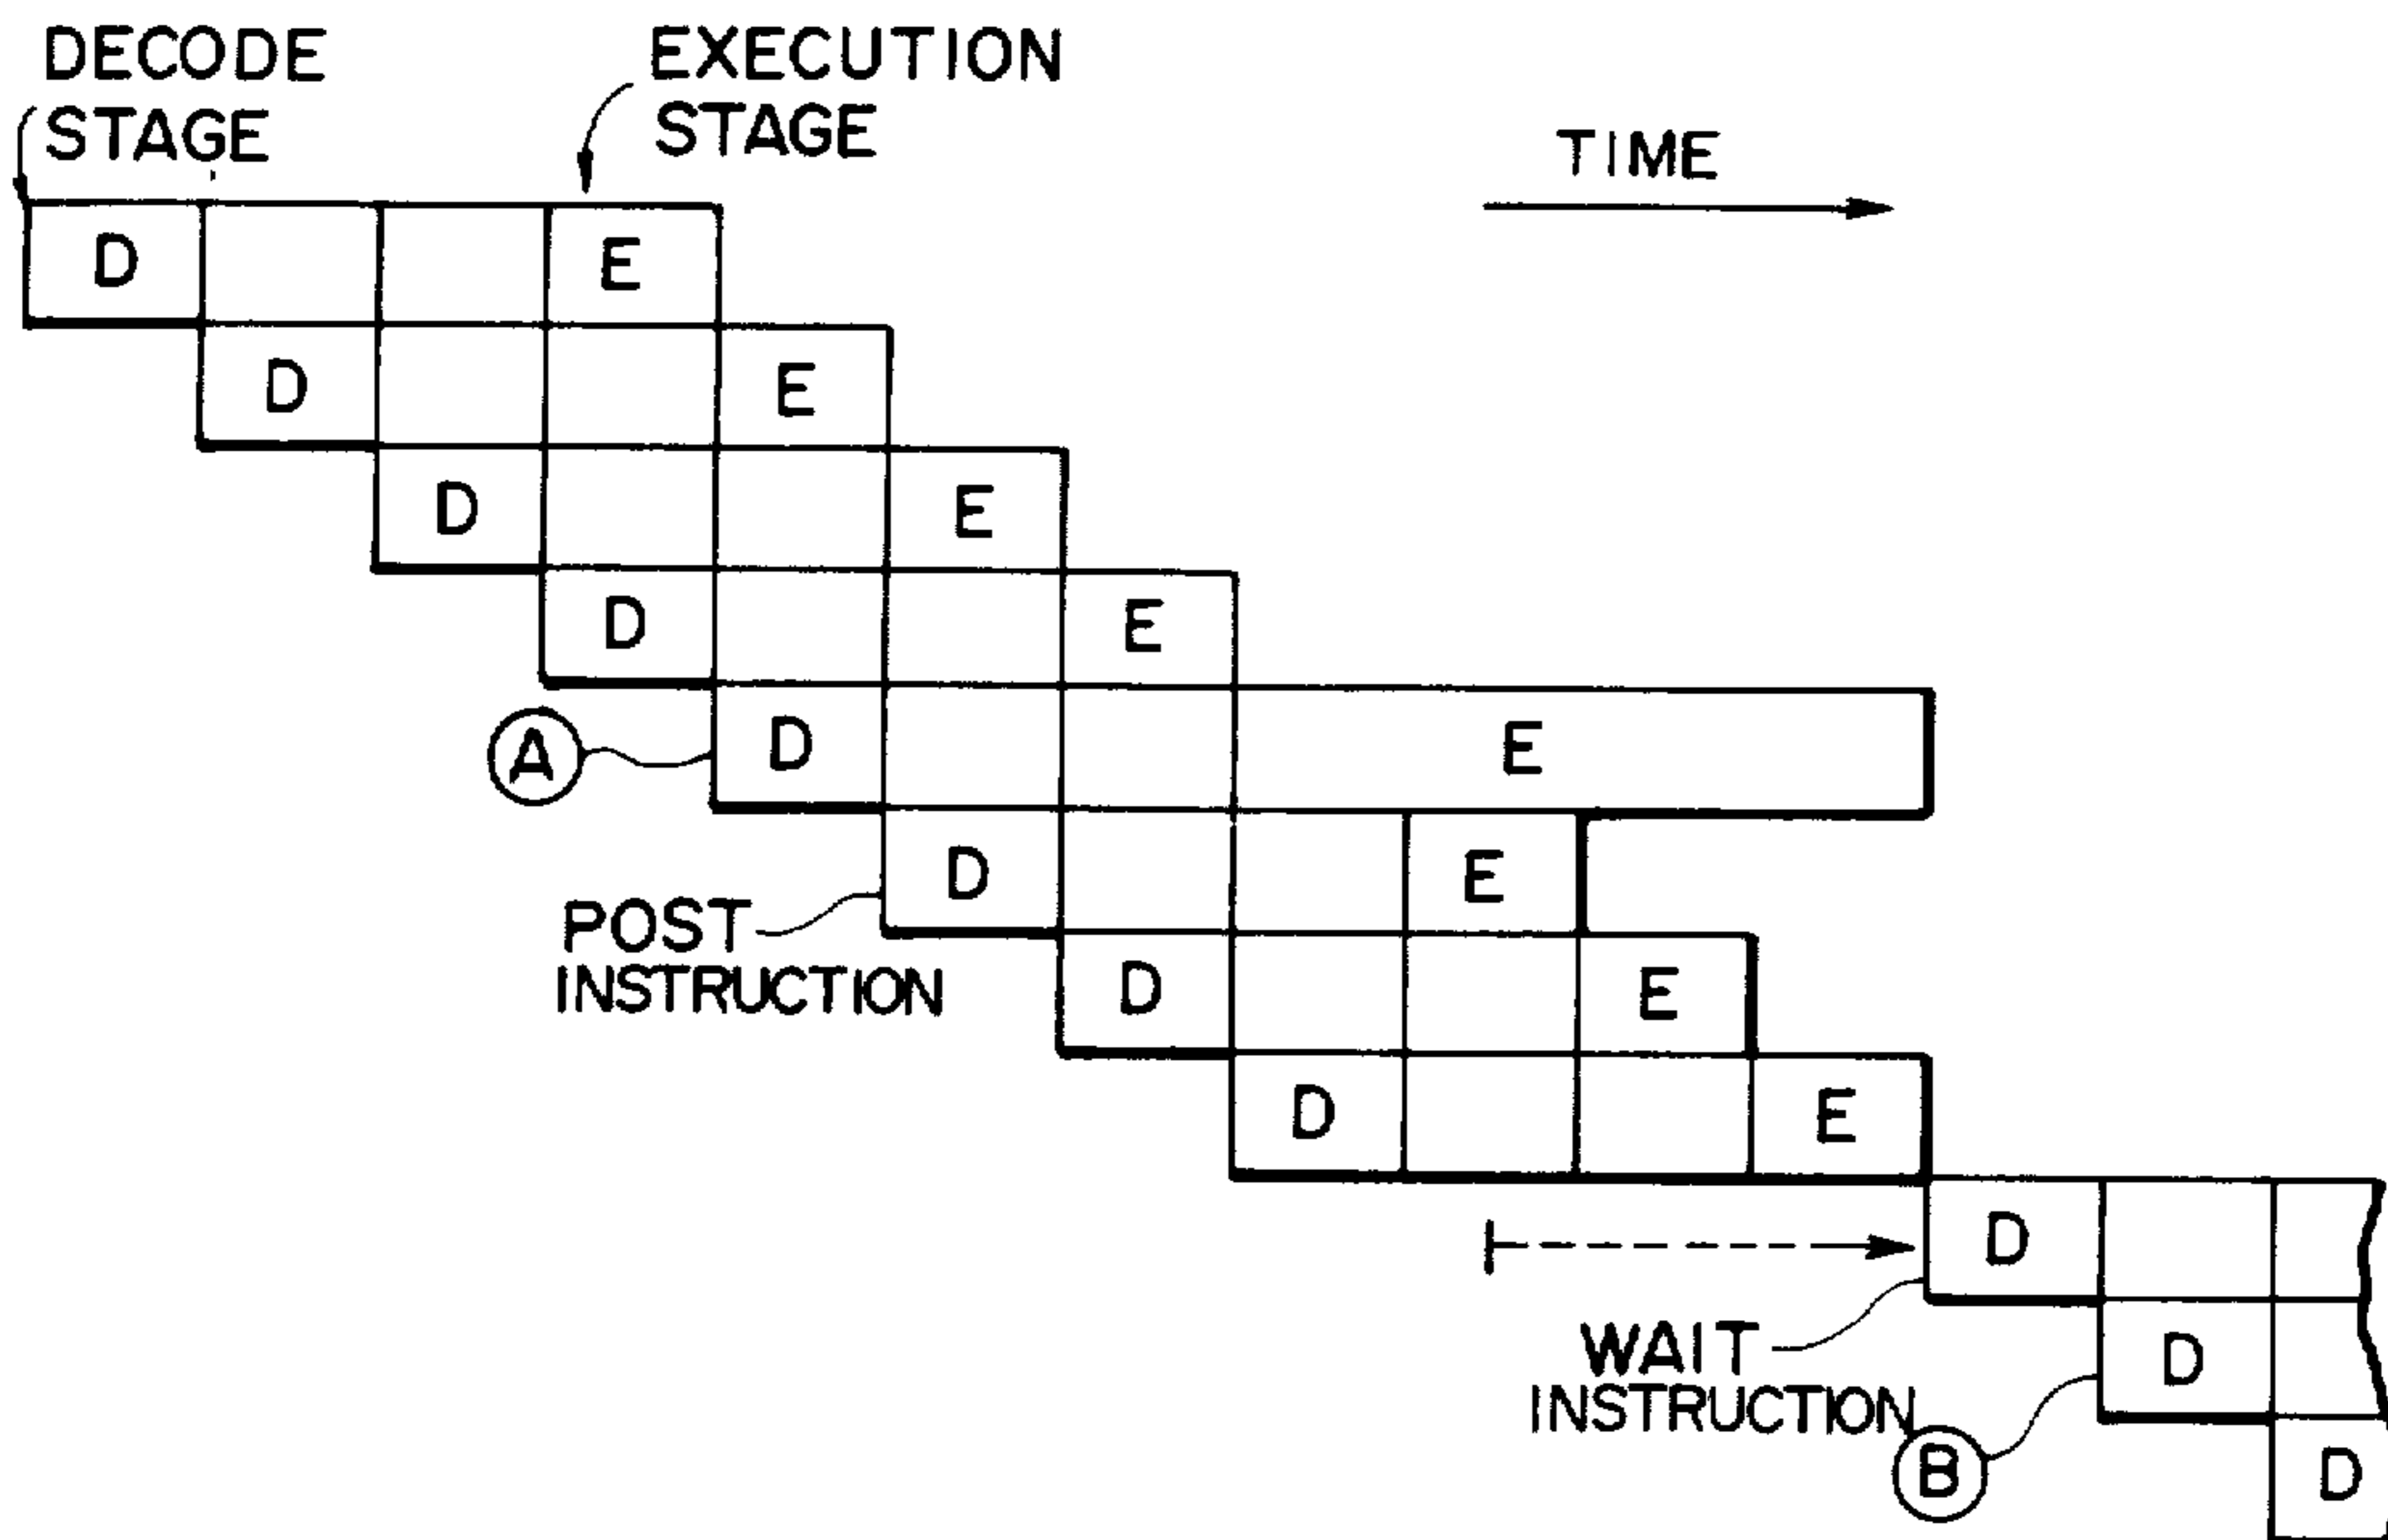 DECODE
STAGE
EXECUTION
STAGE
TIME
D E
D E
D E
D E
A D E
D E
POST
INSTRUCTION
D E
D E
D
WAIT
INSTRUCTION
D
B
D